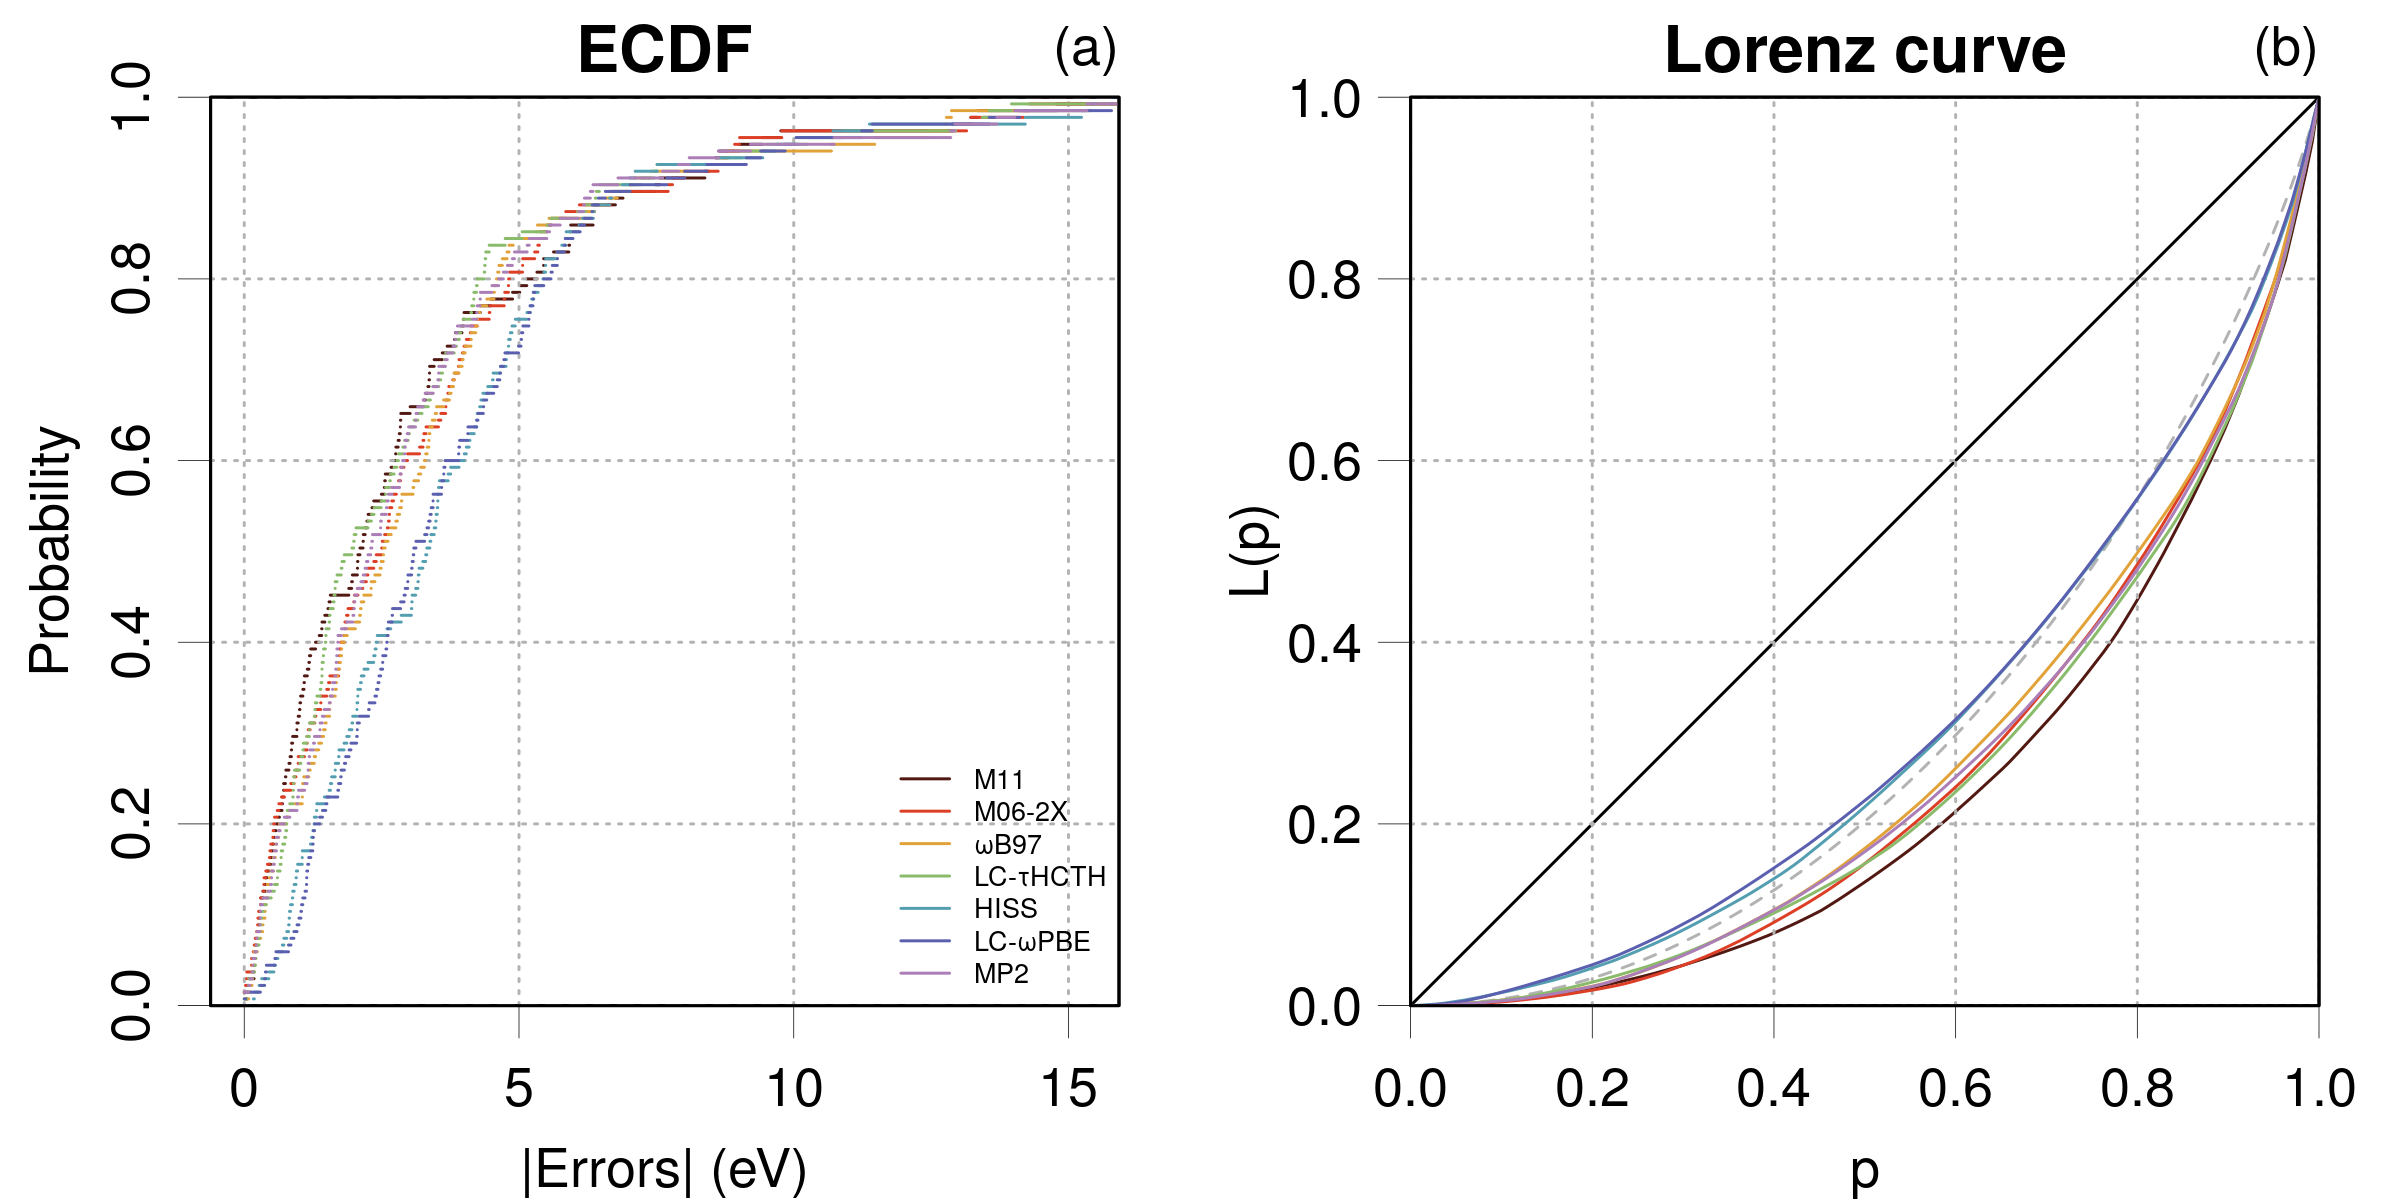 ECDF
(a)
Probability
1.0
0.8
0.6
0.4
0.2
0.0
M11
M06-2X
ωB97
LC-τHCTH
HISS
LC-ωPBE
MP2
0 5 10 15
|Errors| (eV)
Lorenz curve
(b)
L(p)
1.0
0.8
0.6
0.4
0.2
0.0
0.0 0.2 0.4 0.6 0.8 1.0
p